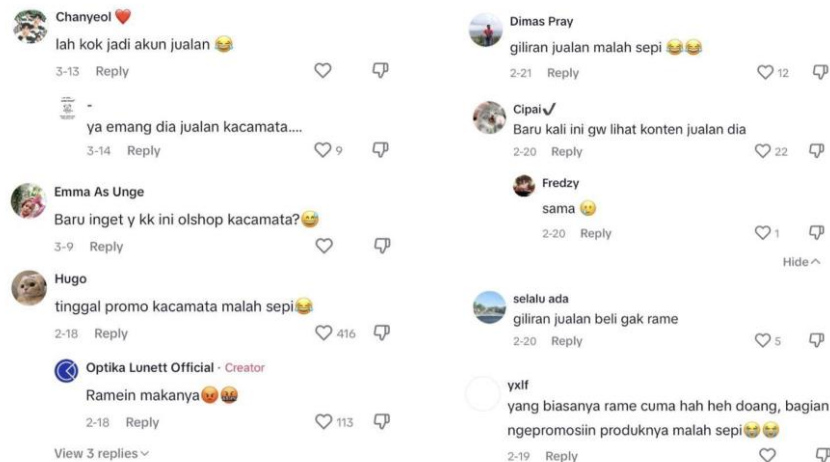 Chanyeol ❤️
lah kok jadi akun jualan 😂
3-13 Reply
-
ya emang dia jualan kacamata....
3-14 Reply 9
Emma As Unge
Baru inget y kk ini olshop kacamata?😅
3-9 Reply
Hugo
tinggal promo kacamata malah sepi😂
2-18 Reply 416
Optika Lunett Official · Creator
Ramein makanya😡🤬
2-18 Reply 113
View 3 replies
Dimas Pray
giliran jualan malah sepi 😂😂
2-21 Reply 12
Cipai✔
Baru kali ini gw lihat konten jualan dia
2-20 Reply 22
Fredzy
sama 🥲
2-20 Reply 1
Hide
selalu ada
giliran jualan beli gak rame
2-20 Reply 5
yxlf
yang biasanya rame cuma hah heh doang, bagian
ngepromosiin produknya malah sepi😭😭
2-19 Reply